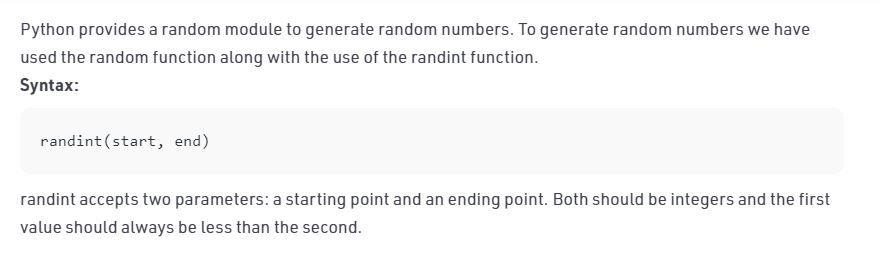 Python provides a random module to generate random numbers. To generate random numbers we have
used the random function along with the use of the randint function.
Syntax:
randint(start, end)
randint accepts two parameters: a starting point and an ending point. Both should be integers and the first
value should always be less than the second.